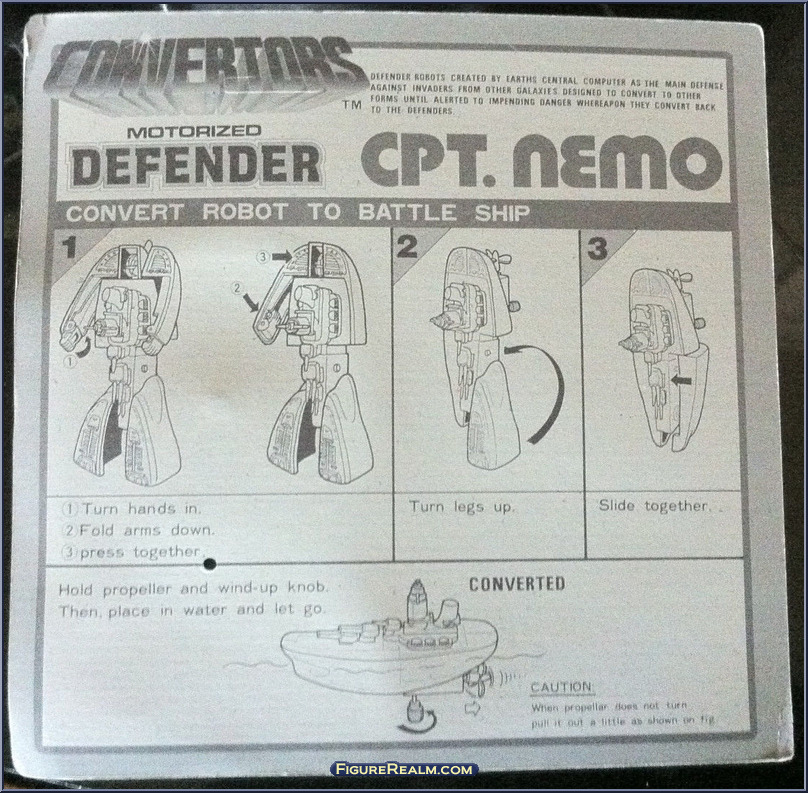 CONVERTORS
TM
DEFENDER ROBOTS CREATED BY EARTHS CENTRAL COMPUTER AS THE MAIN DEFENSE
AGAINST INVADERS FROM OTHER GALAXIES. DESIGNED TO CONVERT TO OTHER
FORMS UNTIL ALERTED TO IMPENDING DANGER WHEREAPON THEY CONVERT BACK
TO THE DEFENDERS.
MOTORIZED
DEFENDER
CPT. NEMO
CONVERT ROBOT TO BATTLE SHIP
1
3
2
1
2
3
① Turn hands in.
② Fold arms down.
③ press together.
Turn legs up.
Slide together.
Hold propeller and wind-up knob.
Then, place in water and let go.
CONVERTED
CAUTION:
When propellar does not turn
pull it out a little as shown on fig
FIGUREREALM.COM